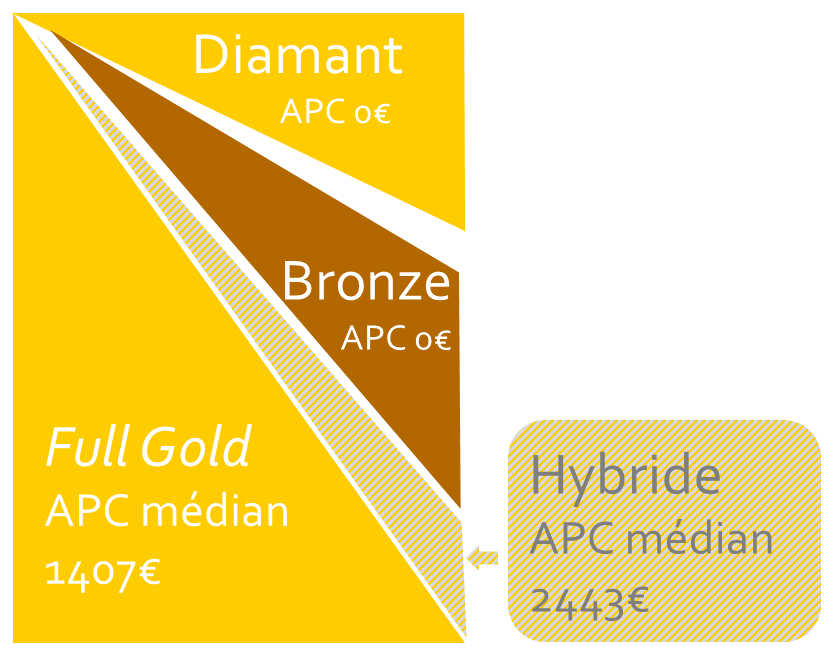 Diamant
APC 0€
Bronze
APC 0€
Full Gold
APC médian
1407€
Hybride
APC médian
2443€